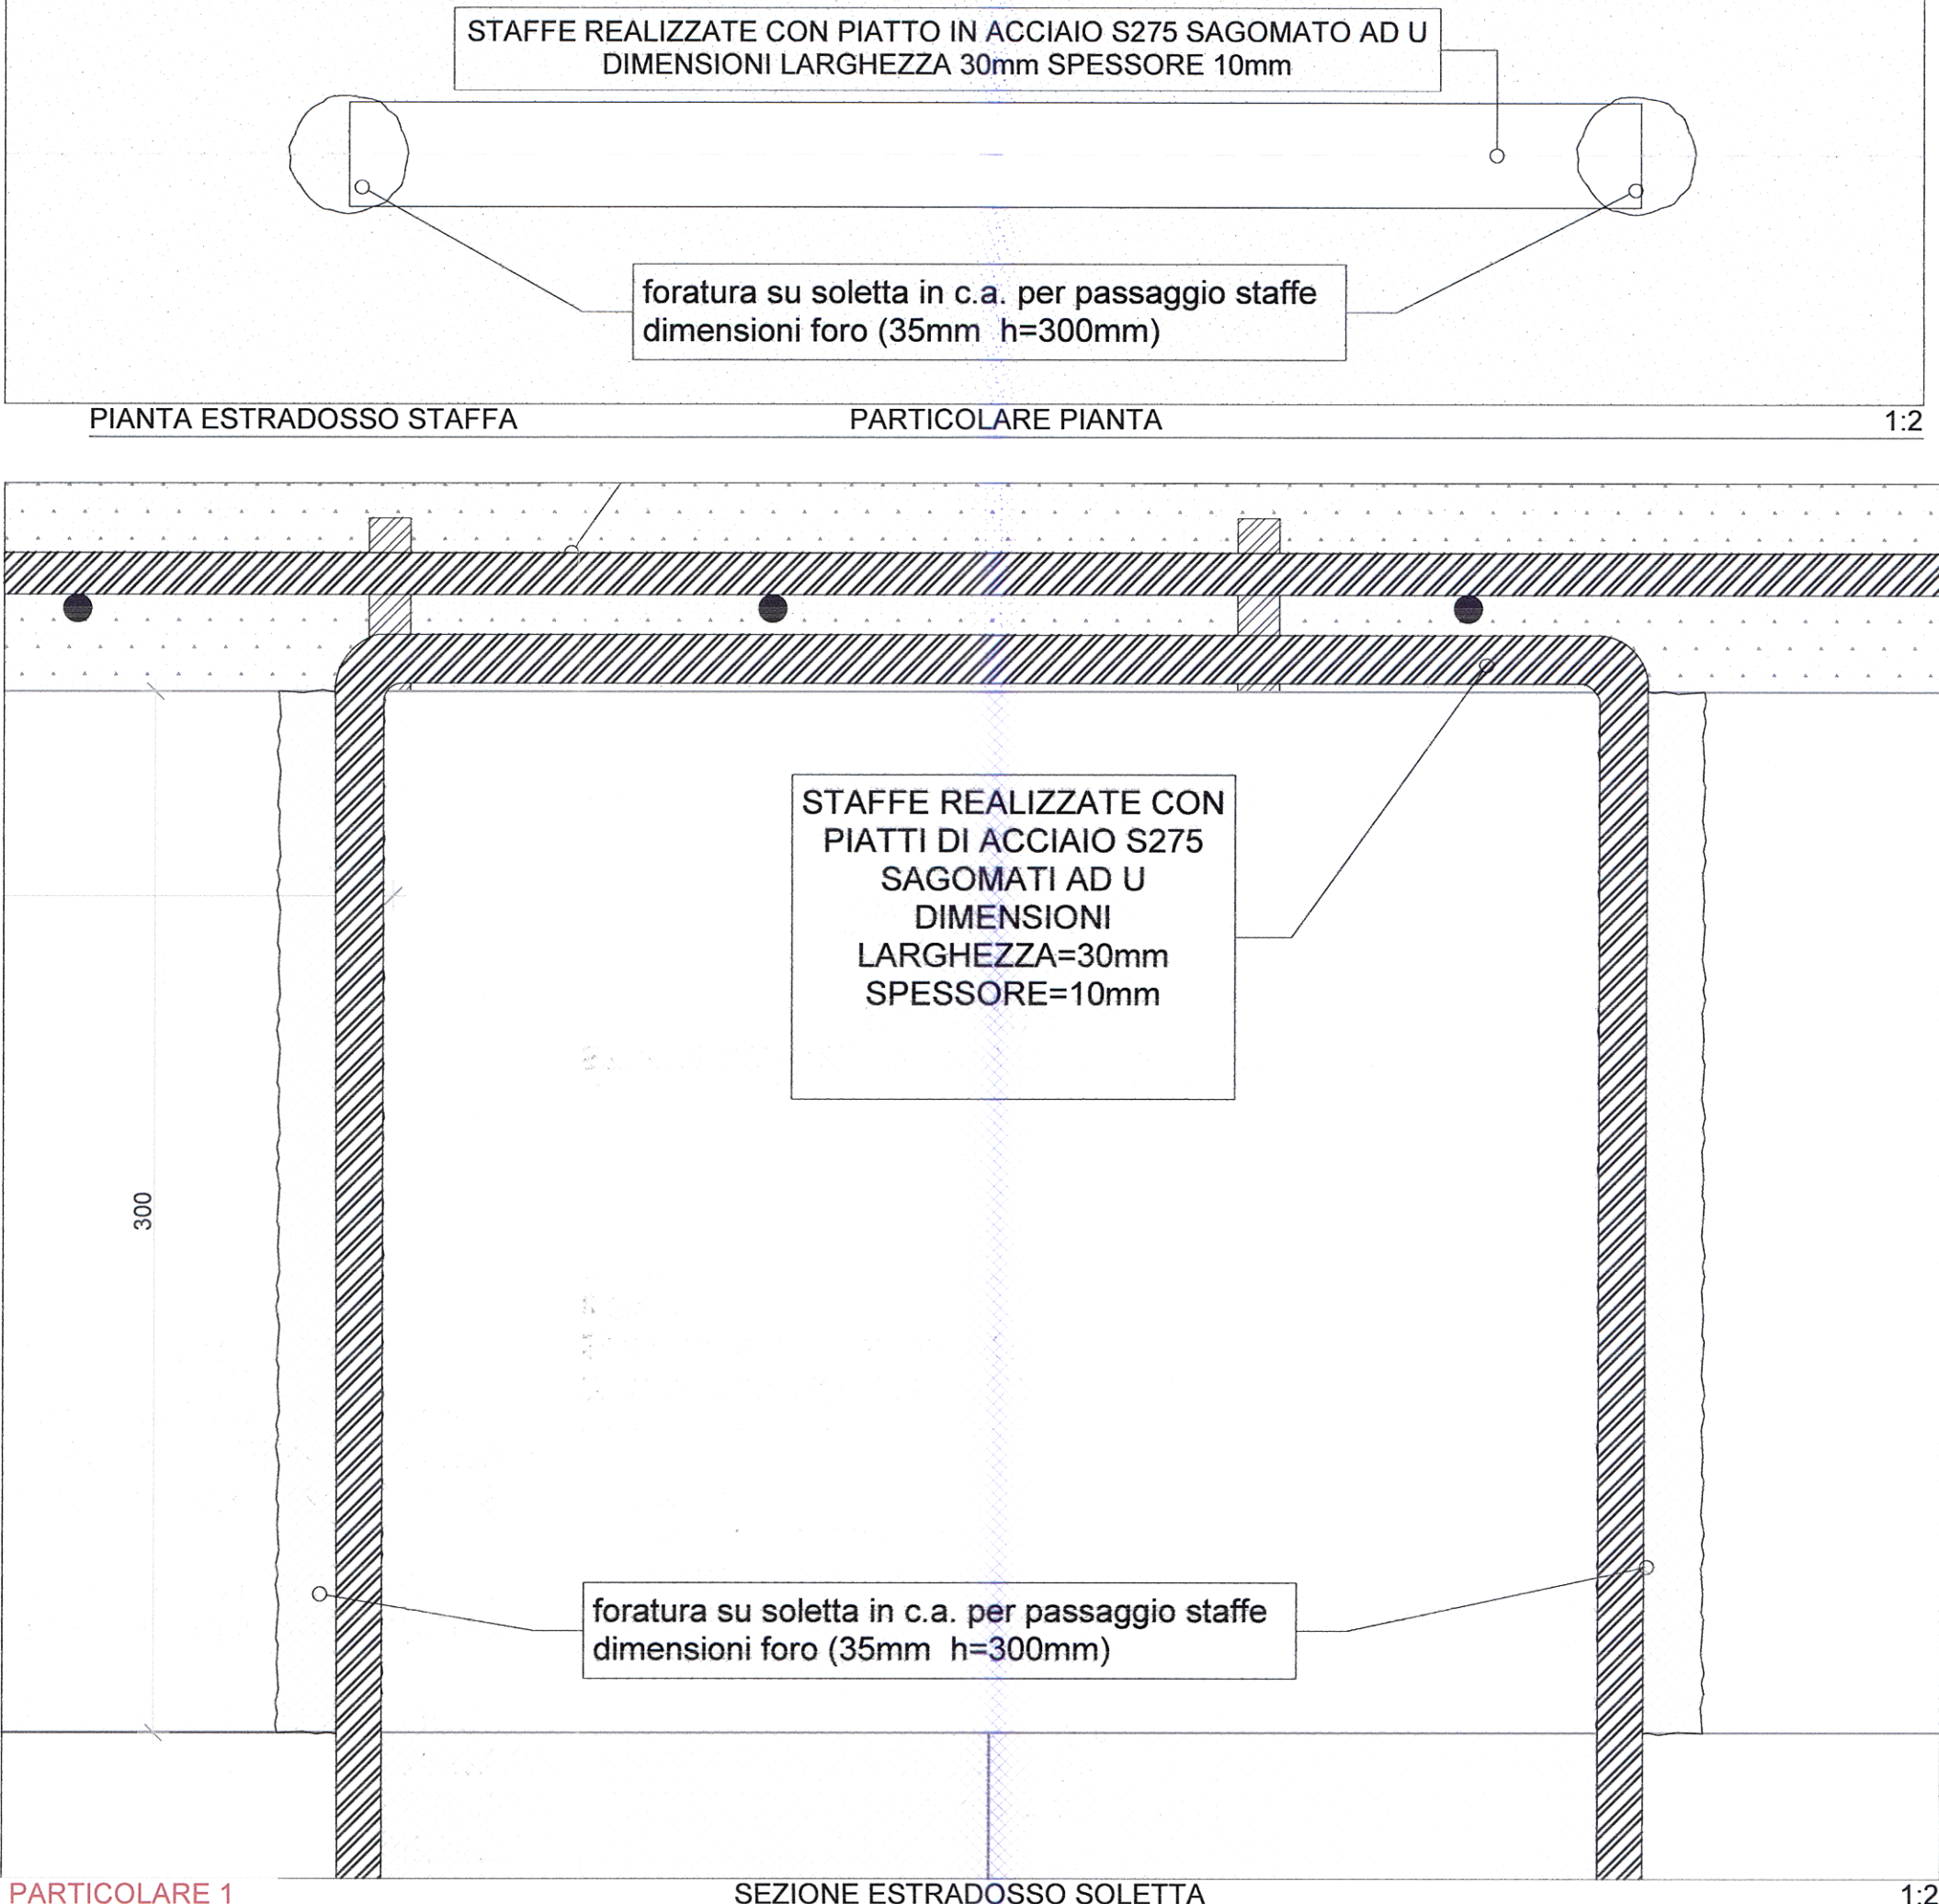 STAFFE REALIZZATE CON PIATTO IN ACCIAIO S275 SAGOMATO AD U
DIMENSIONI LARGHEZZA 30mm SPESSORE 10mm
foratura su soletta in c.a. per passaggio staffe
dimensioni foro (35mm h=300mm)
PIANTA ESTRADOSSO STAFFA PARTICOLARE PIANTA 1:2
STAFFE REALIZZATE CON
PIATTI DI ACCIAIO S275
SAGOMATI AD U
DIMENSIONI
LARGHEZZA=30mm
SPESSORE=10mm
300
foratura su soletta in c.a. per passaggio staffe
dimensioni foro (35mm h=300mm)
PARTICOLARE 1 SEZIONE ESTRADOSSO SOLETTA 1:2